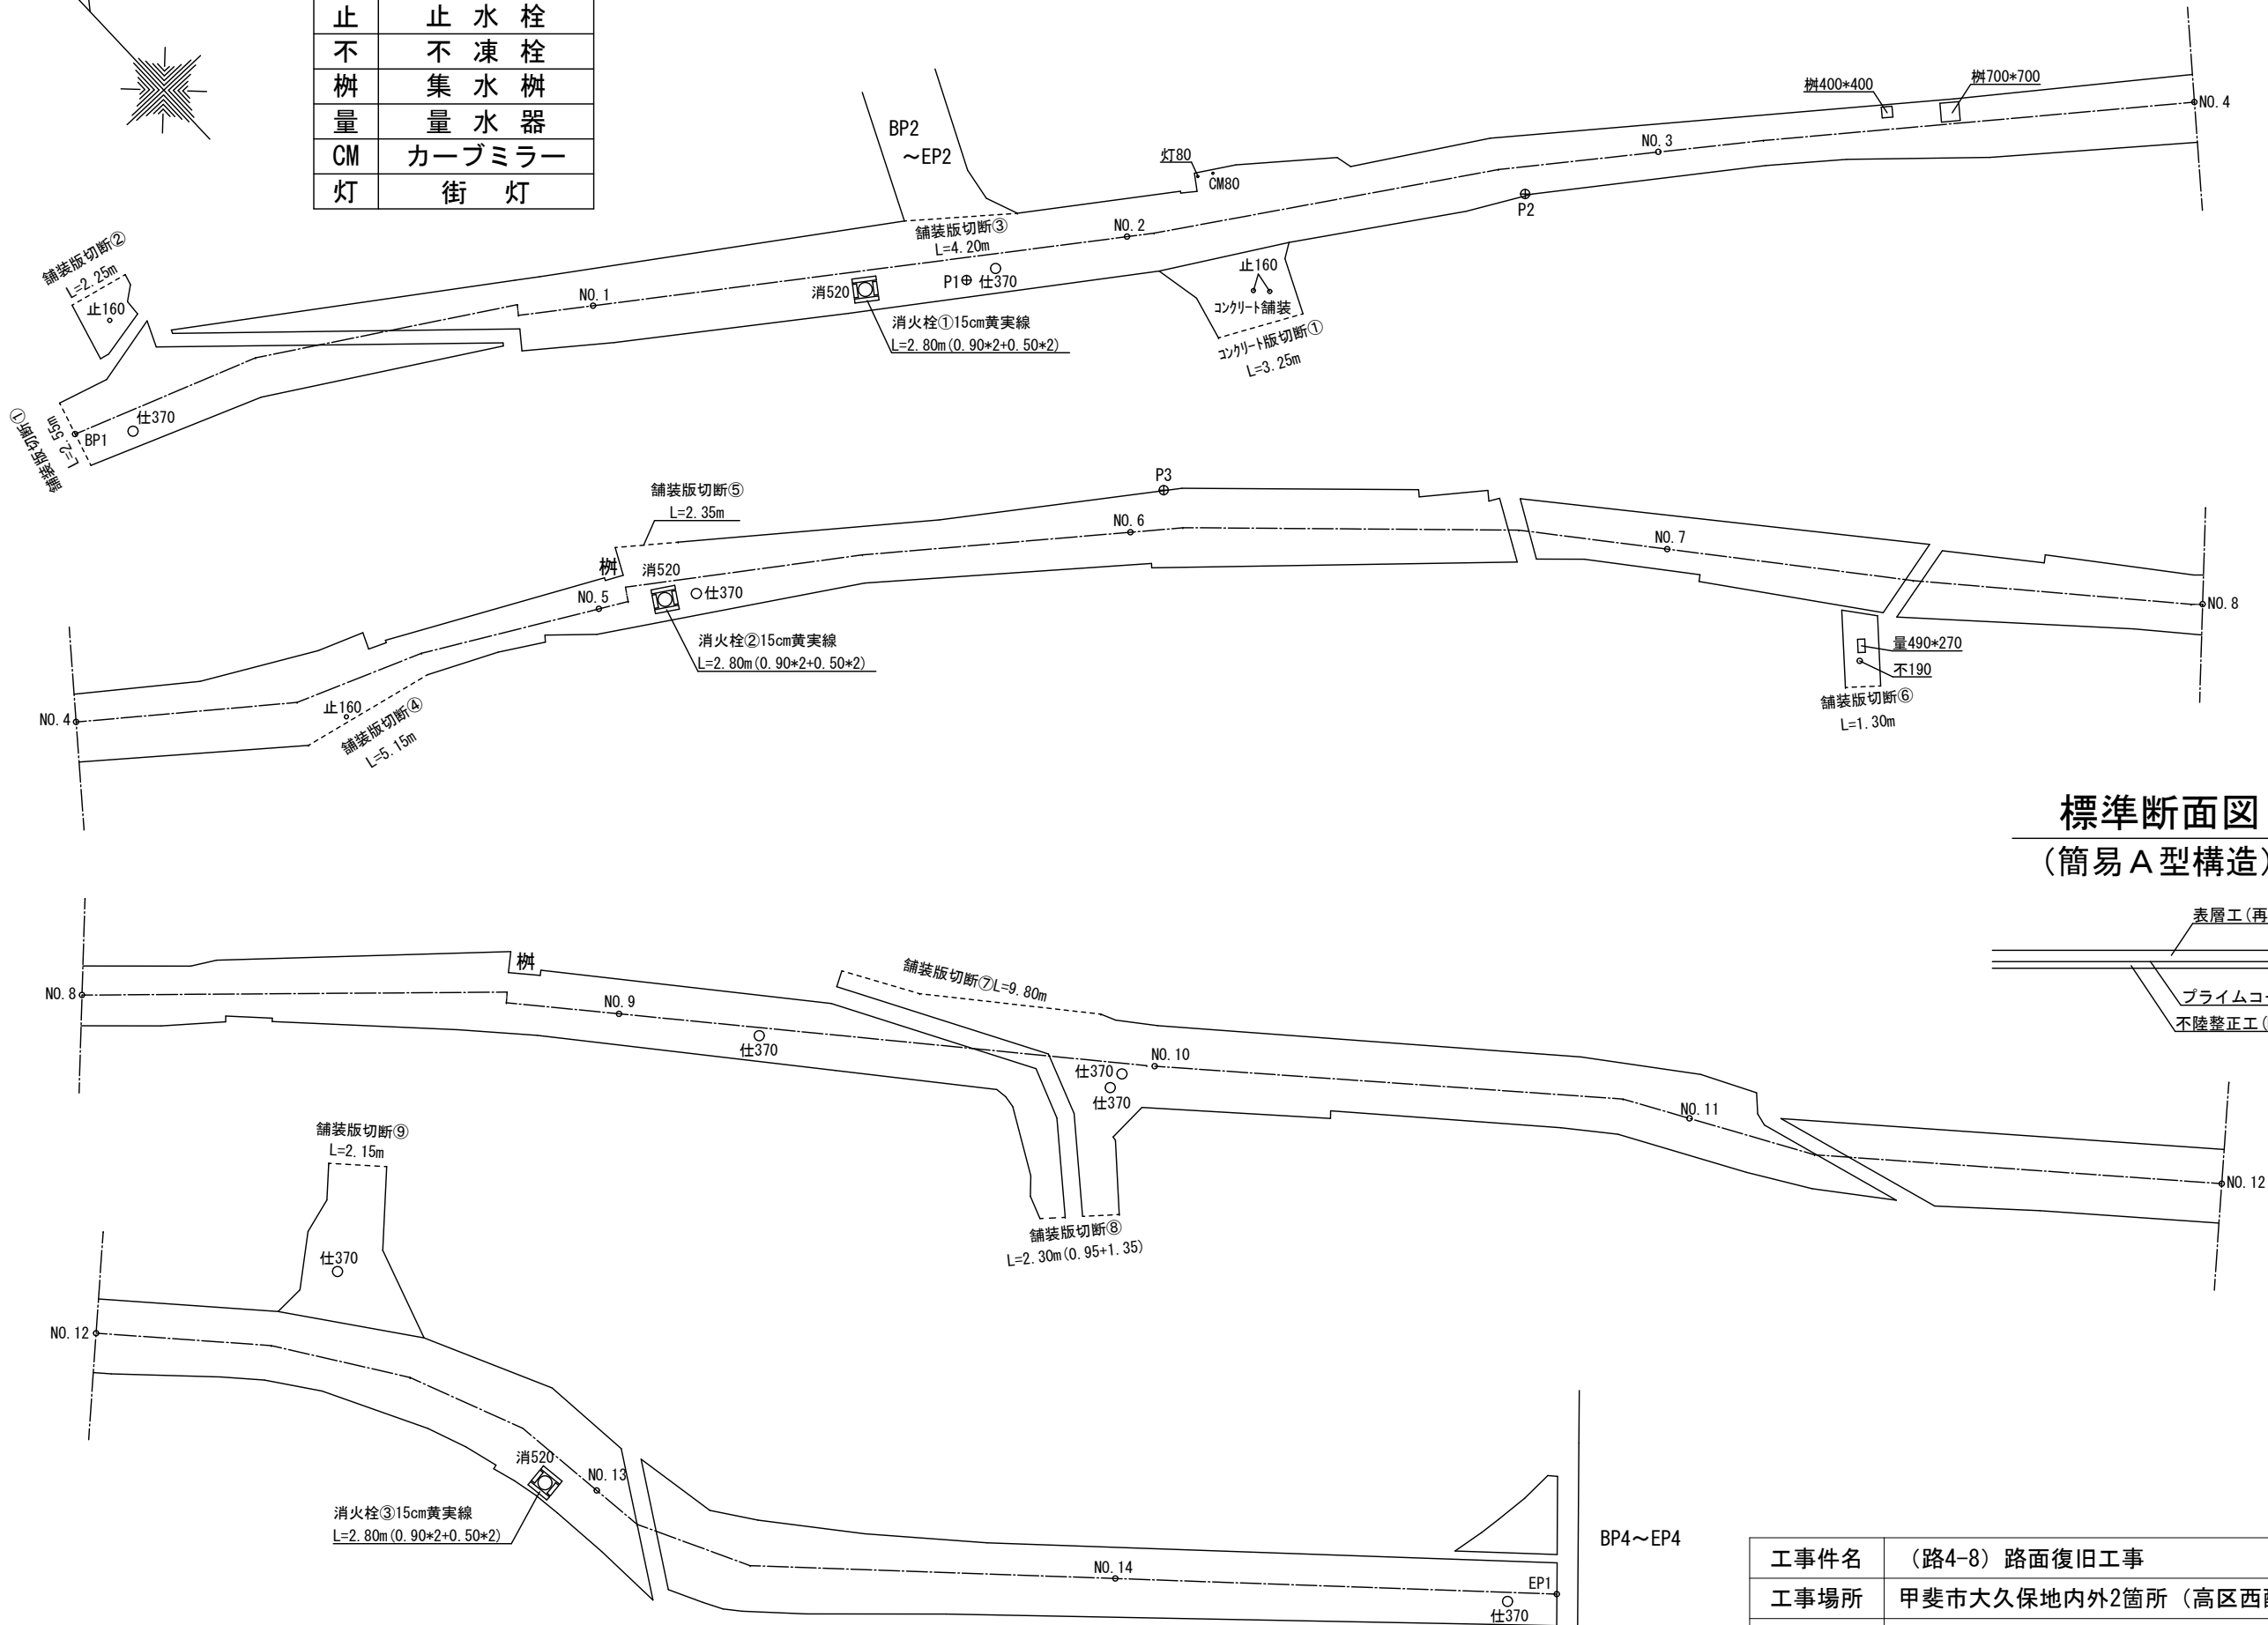 止 止水栓
不 不凍栓
桝 集水桝
量 量水器
CM カーブミラー
灯 街灯
BP2
～EP2
桝400*400
桝700*700
NO.4
NO.3
灯80
CM80
P2
NO.2
舗装版切断③
L=4.20m
舗装版切断②
L=2.25m
止160
NO.1
消520
P1
仕370
止160
コンクリート舗装
コンクリート版切断①
L=3.25m
消火栓①15cm黄実線
L=2.80m(0.90*2+0.50*2)
舗装版切断①
L=2.55m
BP1
仕370
舗装版切断⑤
L=2.35m
P3
NO.6
NO.7
NO.8
桝
消520
仕370
NO.5
消火栓②15cm黄実線
L=2.80m(0.90*2+0.50*2)
量490*270
不190
舗装版切断⑥
L=1.30m
NO.4
止160
舗装版切断④
L=5.15m
標準断面図
(簡易A型構造)
表層工(再
プライムコー
不陸整正工(
NO.8
桝
NO.9
仕370
舗装版切断⑦L=9.80m
NO.10
仕370
仕370
NO.11
NO.12
舗装版切断⑧
L=2.30m(0.95+1.35)
舗装版切断⑨
L=2.15m
仕370
NO.12
消520
NO.13
消火栓③15cm黄実線
L=2.80m(0.90*2+0.50*2)
NO.14
EP1
仕370
BP4～EP4
工事件名 (路4-8)路面復旧工事
工事場所 甲斐市大久保地内外2箇所(高区西